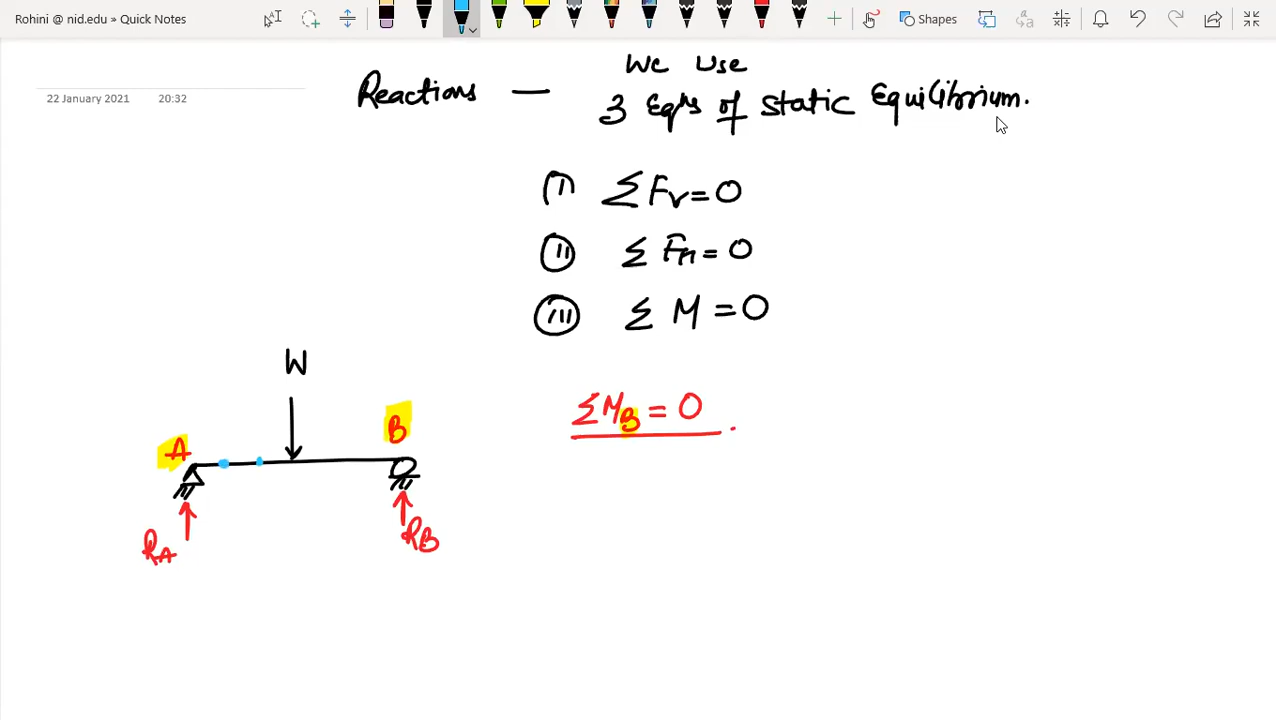 Rohini @ nid.edu » Quick Notes
Shapes
22 January 2021 20:32
We Use
Reactions — 3 Eqns of Static Equilibrium.
(i) ΣFv=0
(ii) ΣFH=0
(iii) ΣM=0
W
ΣMB = 0.
A
B
RA
RB